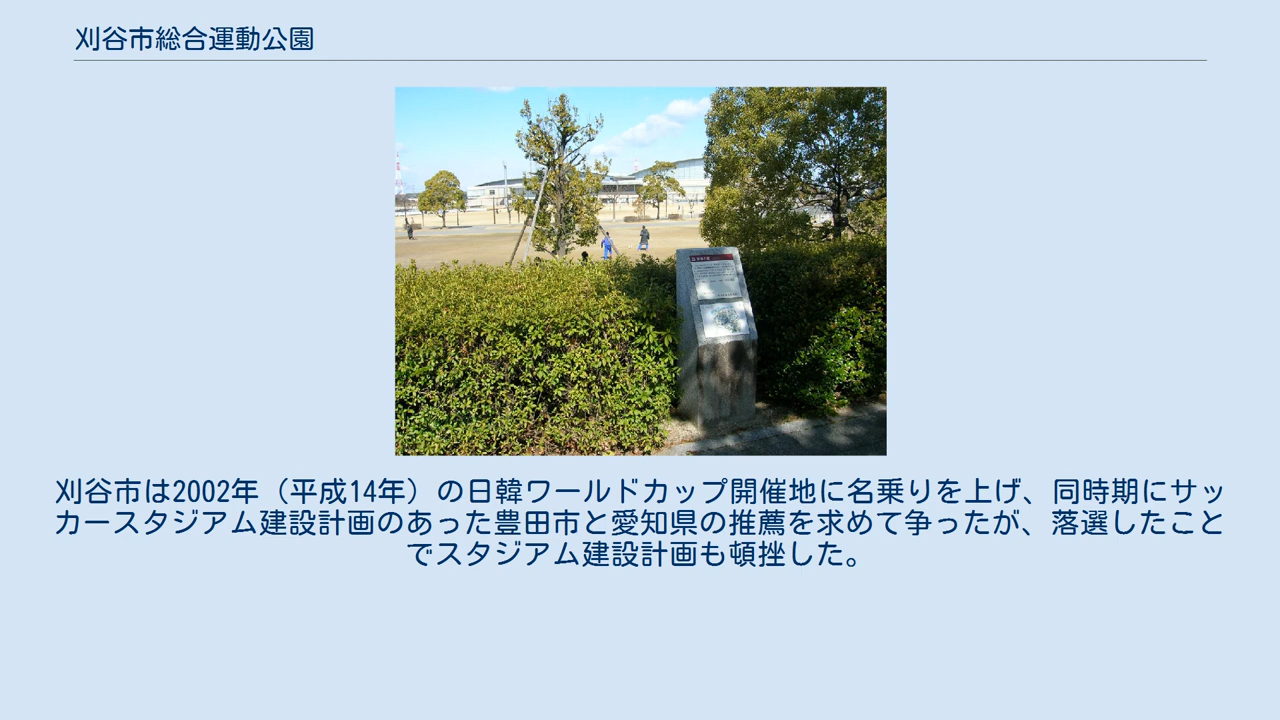 刈谷市総合運動公園
刈谷市は2002年（平成14年）の日韓ワールドカップ開催地に名乗りを上げ、同時期にサッ
カースタジアム建設計画のあった豊田市と愛知県の推薦を求めて争ったが、落選したこと
でスタジアム建設計画も頓挫した。